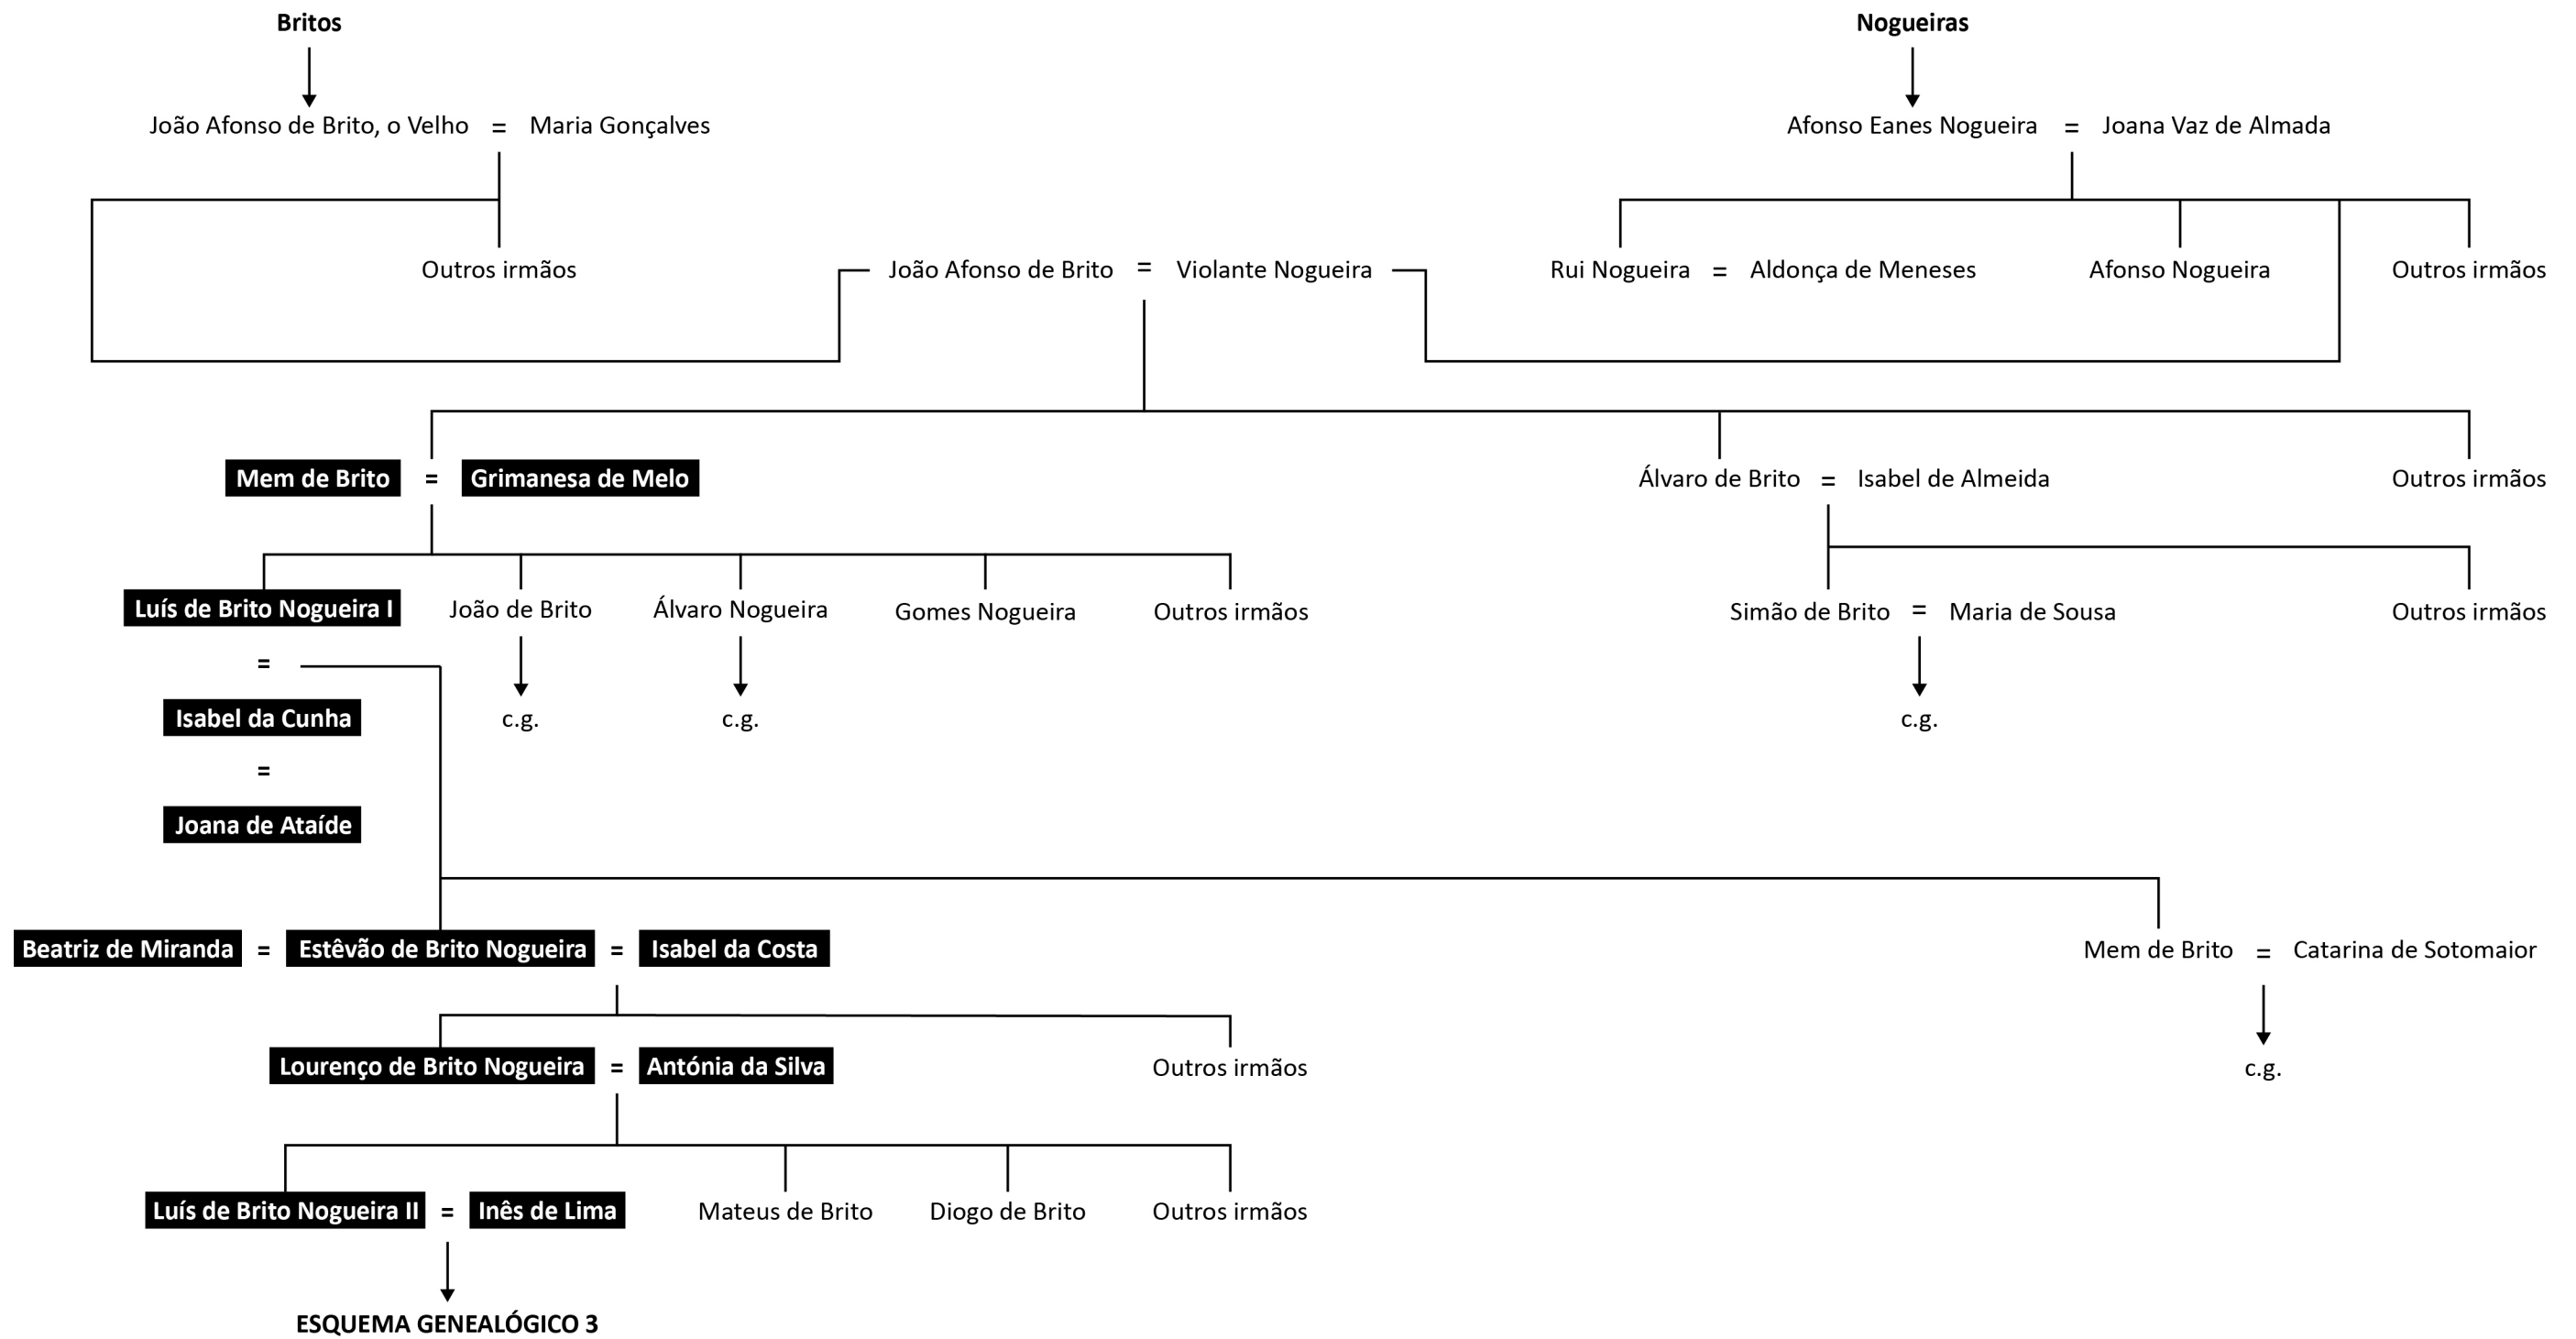 Britos
Nogueiras
João Afonso de Brito, o Velho = Maria Gonçalves
Afonso Eanes Nogueira = Joana Vaz de Almada
Outros irmãos
João Afonso de Brito = Violante Nogueira
Rui Nogueira = Aldonça de Meneses
Afonso Nogueira
Outros irmãos
Mem de Brito = Grimanesa de Melo
Álvaro de Brito = Isabel de Almeida
Outros irmãos
Luís de Brito Nogueira I
João de Brito
Álvaro Nogueira
Gomes Nogueira
Outros irmãos
Simão de Brito = Maria de Sousa
Outros irmãos
=
Isabel da Cunha
c.g.
c.g.
c.g.
=
Joana de Ataíde
Beatriz de Miranda = Estêvão de Brito Nogueira = Isabel da Costa
Mem de Brito = Catarina de Sotomaior
Lourenço de Brito Nogueira = Antónia da Silva
Outros irmãos
c.g.
Luís de Brito Nogueira II = Inês de Lima
Mateus de Brito
Diogo de Brito
Outros irmãos
ESQUEMA GENEALÓGICO 3